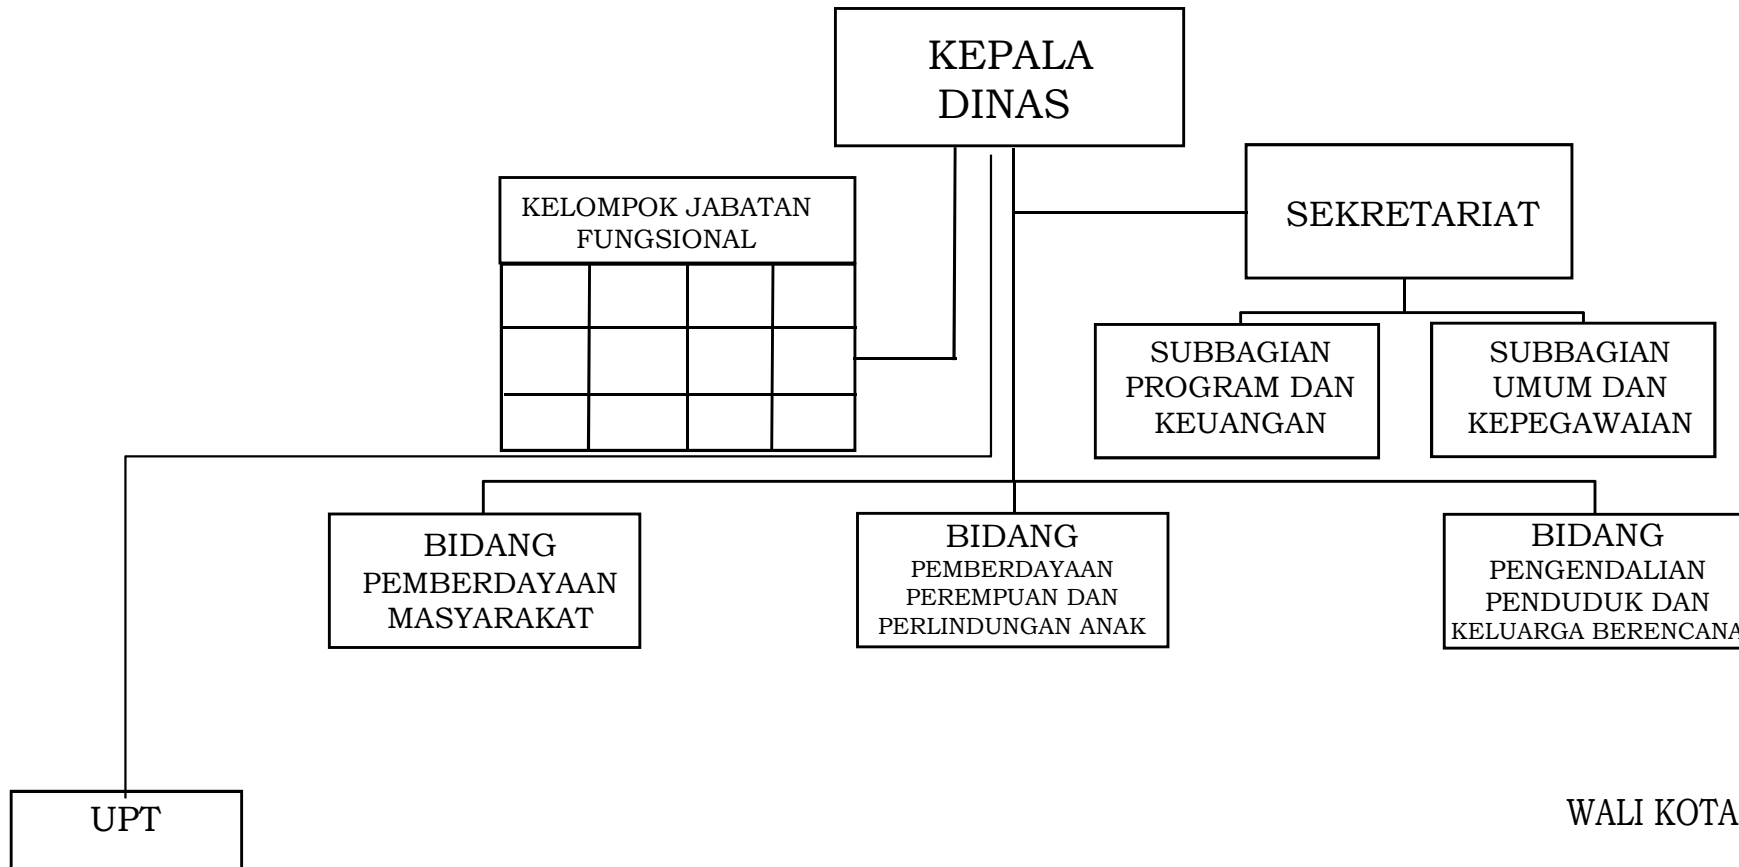 KEPALA
DINAS
KELOMPOK JABATAN
FUNGSIONAL
SEKRETARIAT
SUBBAGIAN
PROGRAM DAN
KEUANGAN
SUBBAGIAN
UMUM DAN
KEPEGAWAIAN
BIDANG
PEMBERDAYAAN
MASYARAKAT
BIDANG
PEMBERDAYAAN
PEREMPUAN DAN
PERLINDUNGAN ANAK
BIDANG
PENGENDALIAN
PENDUDUK DAN
KELUARGA BERENCANA
UPT
WALI KOTA